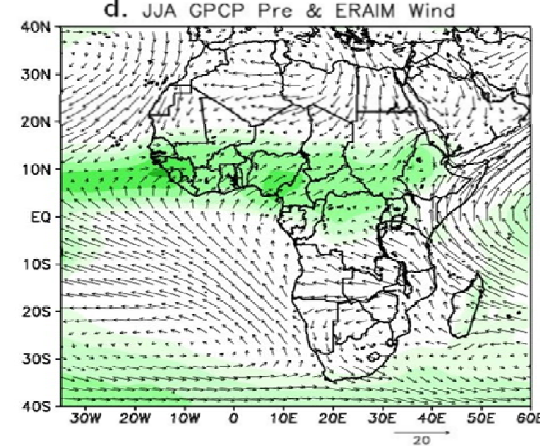 d. JJA GPCP Pre & ERAIM Wind
40N
30N
20N
10N
EQ
10S
20S
30S
40S
30W 20W 10W 0 10E 20E 30E 40E 50E 60E
20